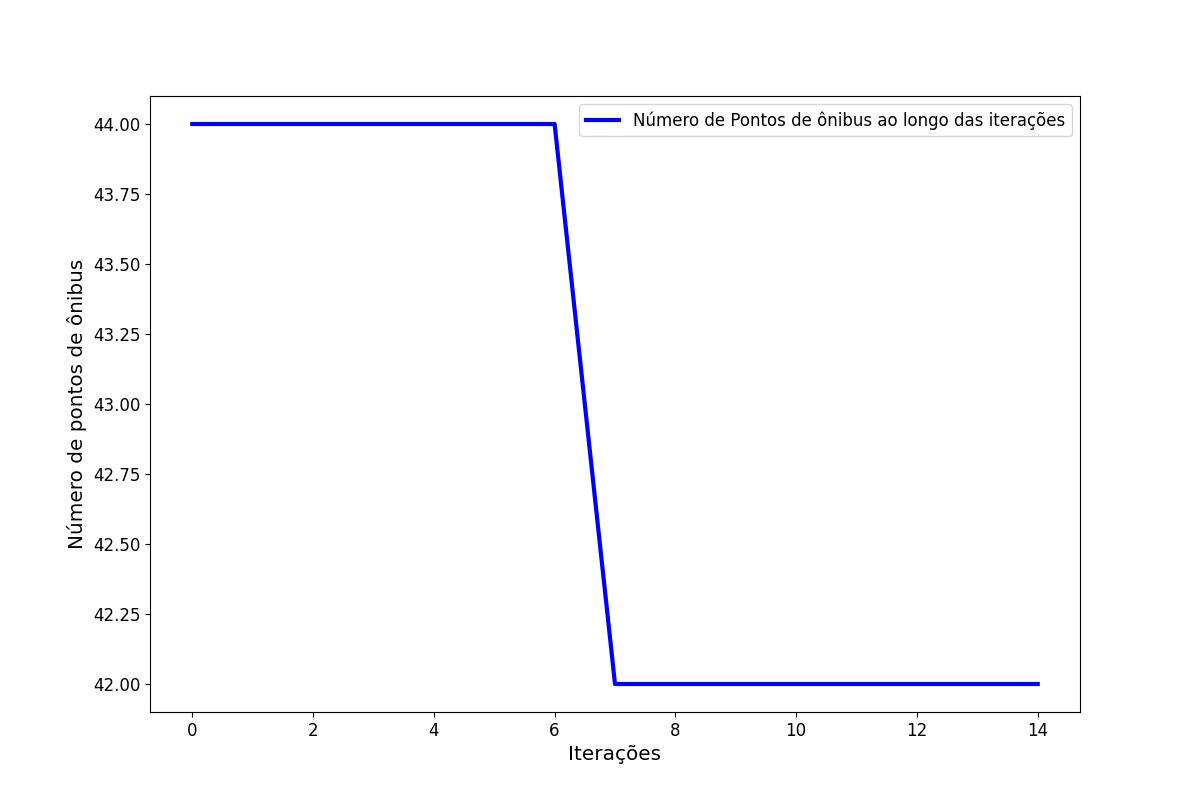 Número de Pontos de ônibus ao longo das iterações
44.00
43.75
43.50
43.25
43.00
42.75
42.50
42.25
42.00
Número de pontos de ônibus
0 2 4 6 8 10 12 14
Iterações